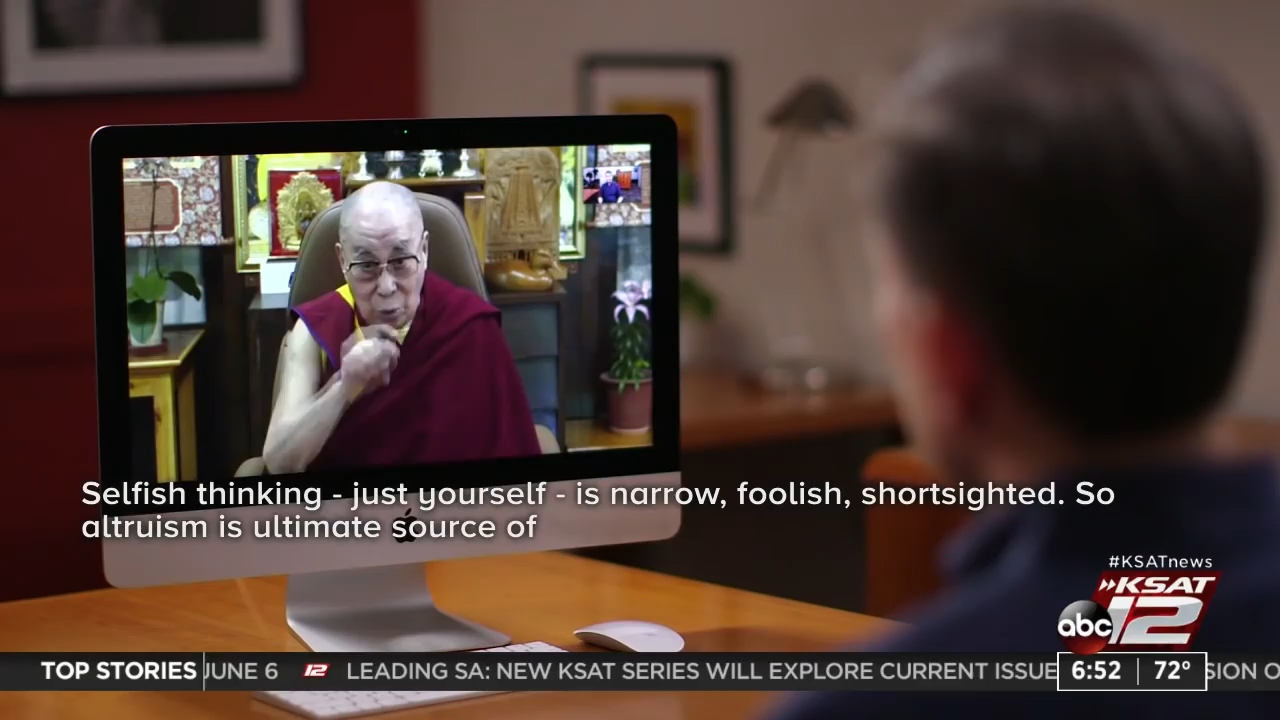 Selfish thinking - just yourself - is narrow, foolish, shortsighted. So
altruism is ultimate source of
#KSATnews
KSAT
abc 12
TOP STORIES JUNE 6 12 LEADING SA: NEW KSAT SERIES WILL EXPLORE CURRENT ISSUE 6:52 72° SION O